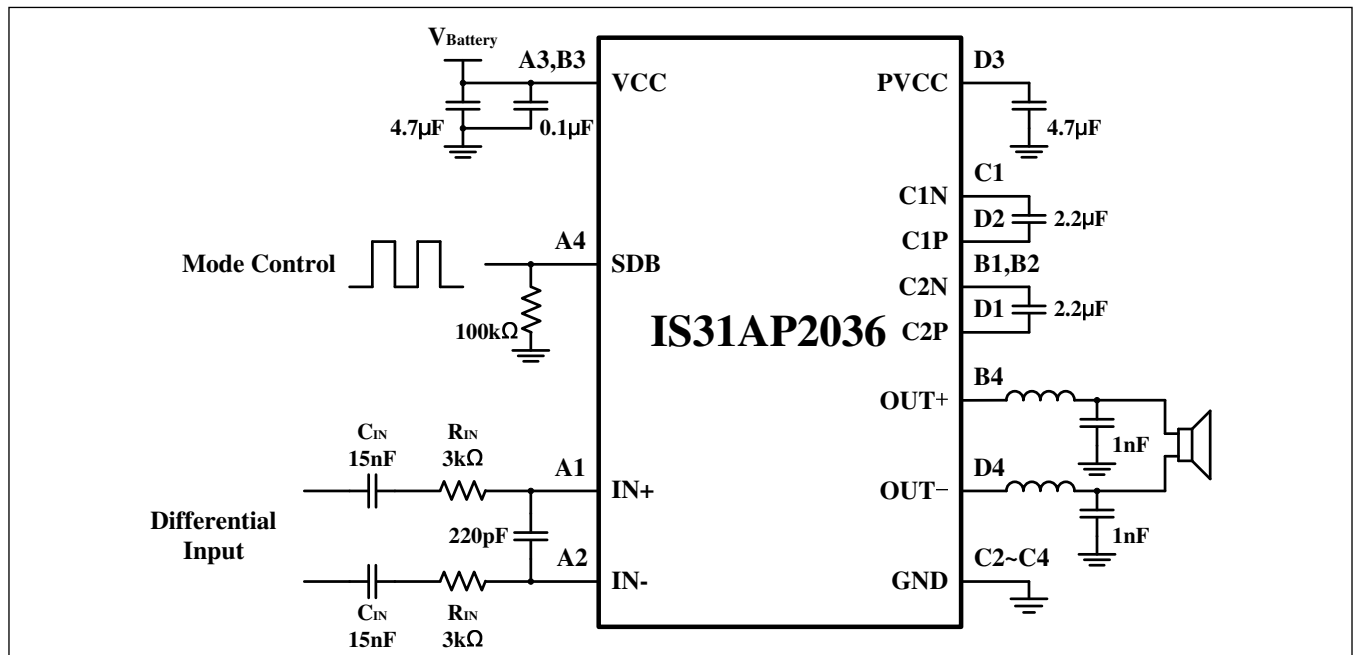 VBattery
A3,B3
VCC
4.7µF
0.1µF
Mode Control
A4
SDB
100kΩ
CIN
15nF
RIN
3kΩ
A1
IN+
Differential
Input
220pF
A2
IN-
CIN
15nF
RIN
3kΩ
IS31AP2036
D3
PVCC
4.7µF
C1
C1N
D2
2.2µF
C1P
B1,B2
C2N
D1
2.2µF
C2P
B4
OUT+
1nF
D4
OUT−
1nF
C2~C4
GND